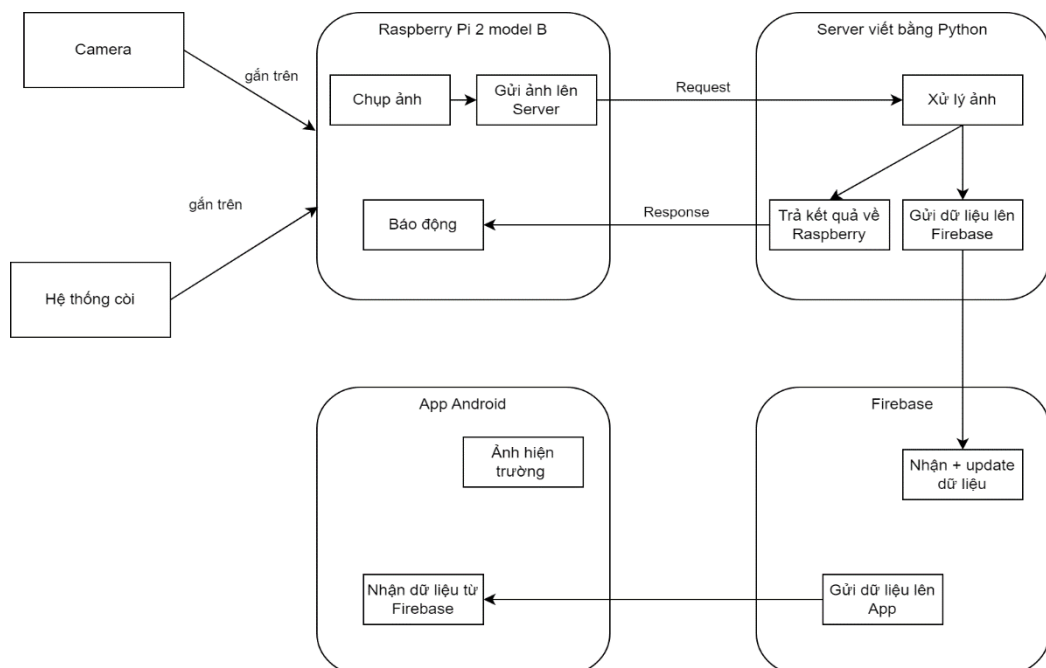 Camera
gắn trên
Raspberry Pi 2 model B
Chụp ảnh
Gửi ảnh lên
Server
Request
Server viết bằng Python
Xử lý ảnh
gắn trên
Hệ thống còi
Báo động
Response
Trả kết quả về
Raspberry
Gửi dữ liệu lên
Firebase
App Android
Ảnh hiện
trường
Nhận dữ liệu từ
Firebase
Firebase
Nhận + update
dữ liệu
Gửi dữ liệu lên
App